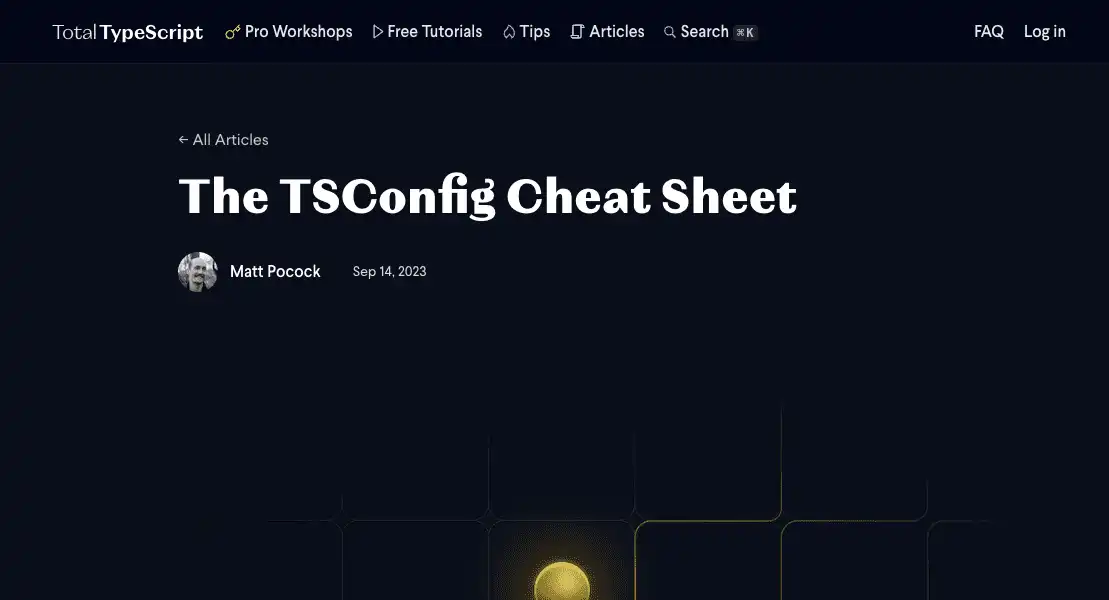 Total TypeScript Pro Workshops Free Tutorials Tips Articles Search ⌘K FAQ Log in
← All Articles
The TSConfig Cheat Sheet
Matt Pocock Sep 14, 2023